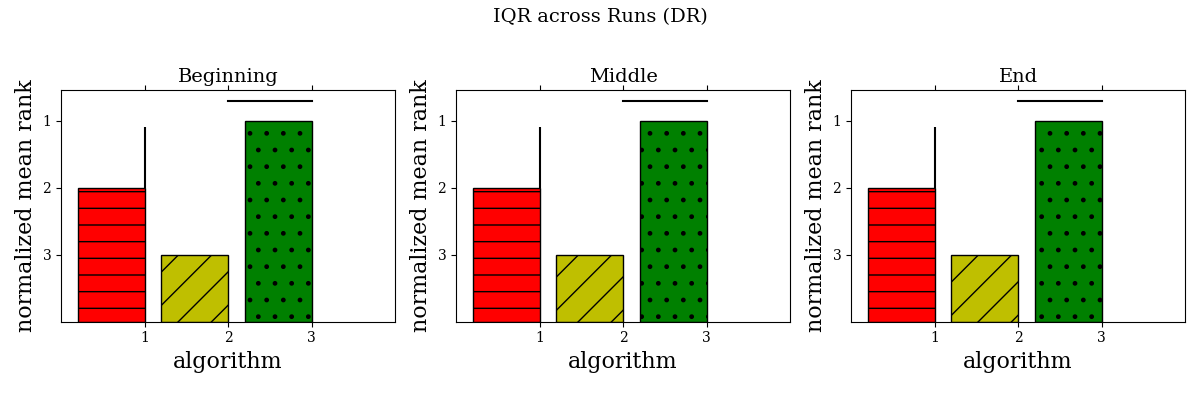 IQR across Runs (DR)
Beginning
normalized mean rank
1
2
3
1 2 3
algorithm
Middle
normalized mean rank
1
2
3
1 2 3
algorithm
End
normalized mean rank
1
2
3
1 2 3
algorithm